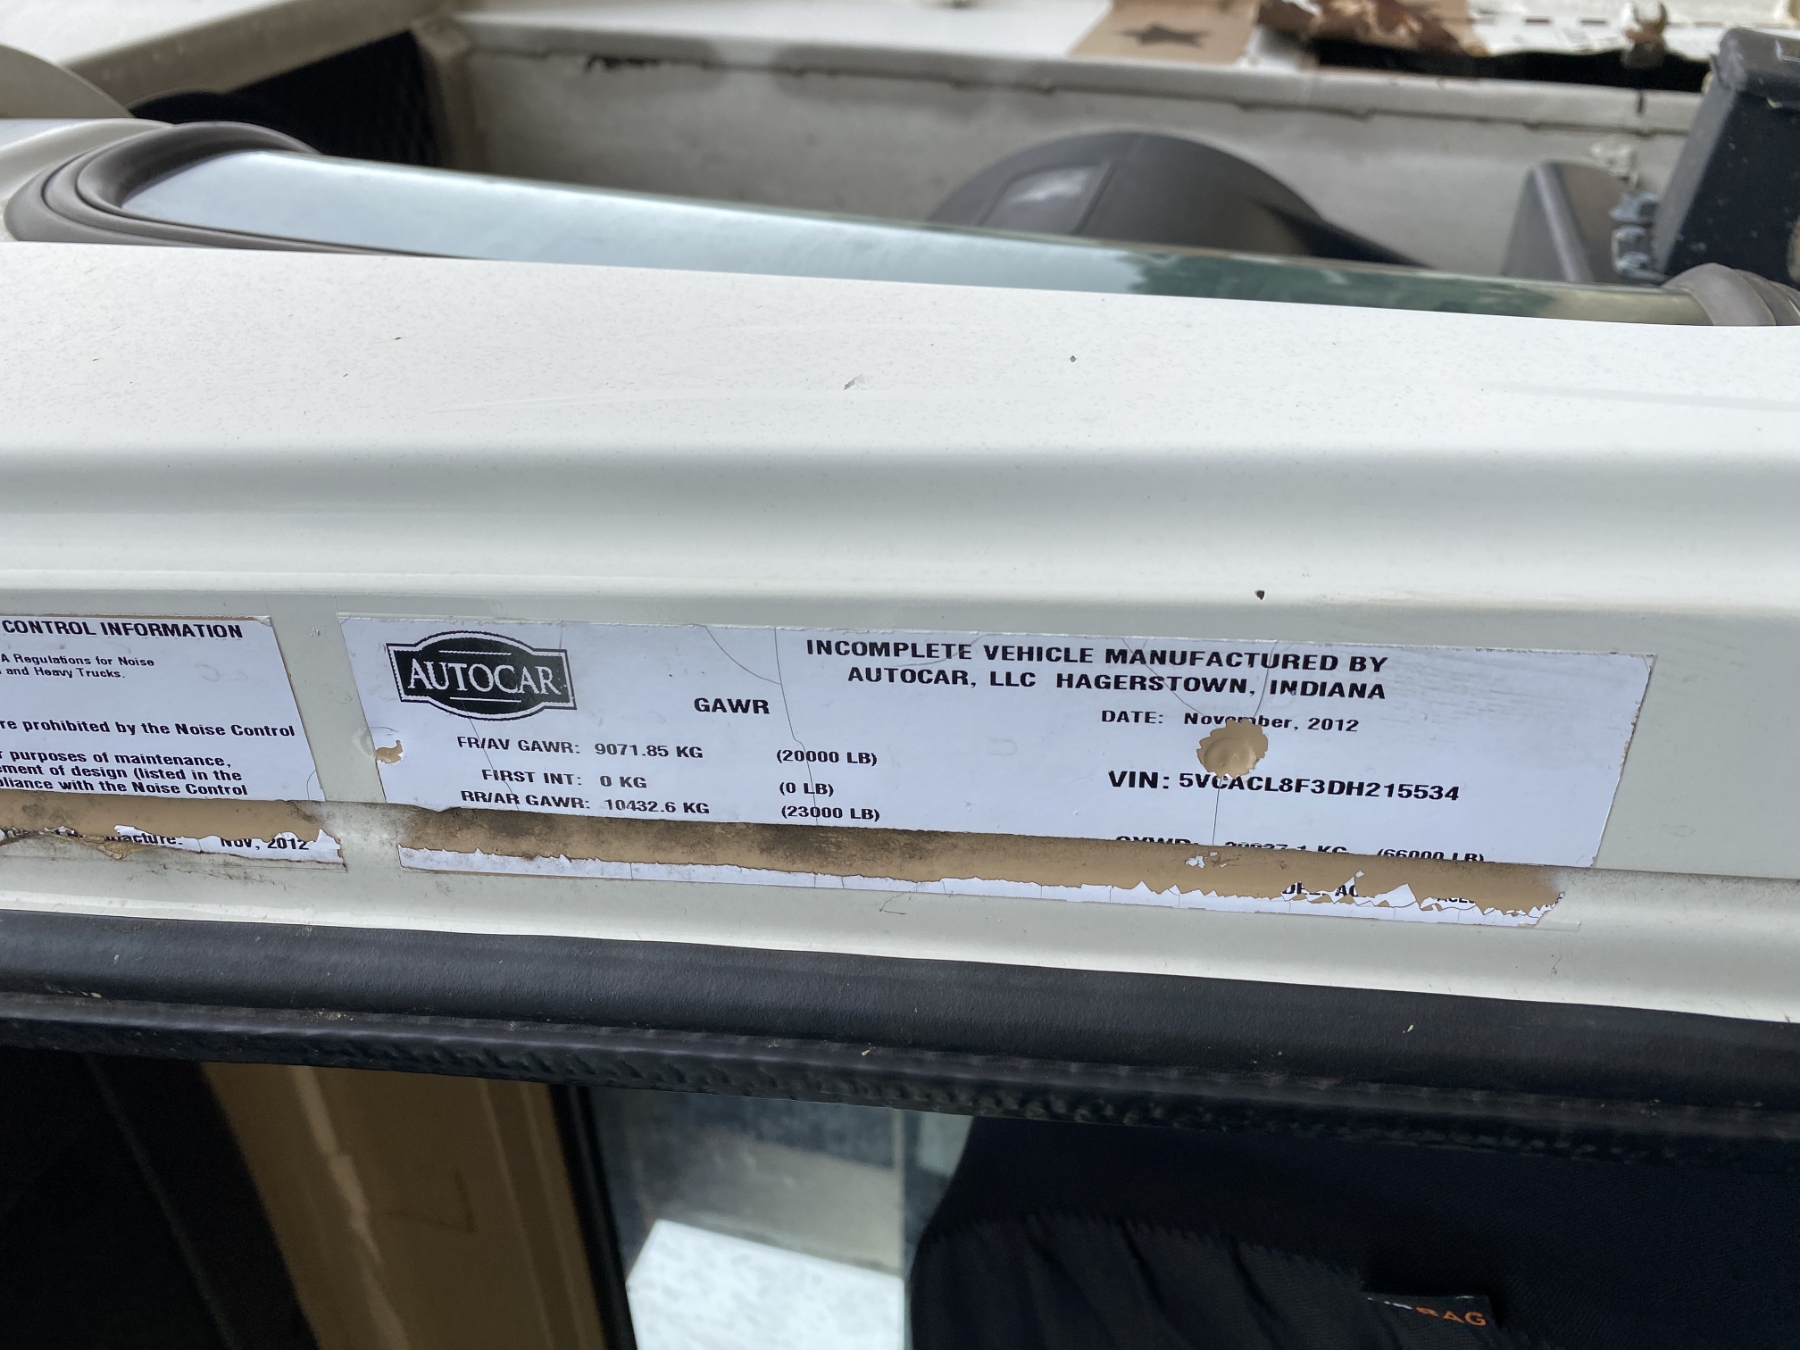 CONTROL INFORMATION
A Regulations for Noise
and Heavy Trucks.
re prohibited by the Noise Control
r purposes of maintenance,
ement of design (listed in the
pliance with the Noise Control
acture: Nov, 2012
AUTOCAR
INCOMPLETE VEHICLE MANUFACTURED BY
AUTOCAR, LLC HAGERSTOWN, INDIANA
GAWR
DATE: November, 2012
FR/AV GAWR: 9071.85 KG (20000 LB)
FIRST INT: 0 KG (0 LB)
RR/AR GAWR: 10432.6 KG (23000 LB)
VIN: 5VCACL8F3DH215534
(66000 LB)
BAG